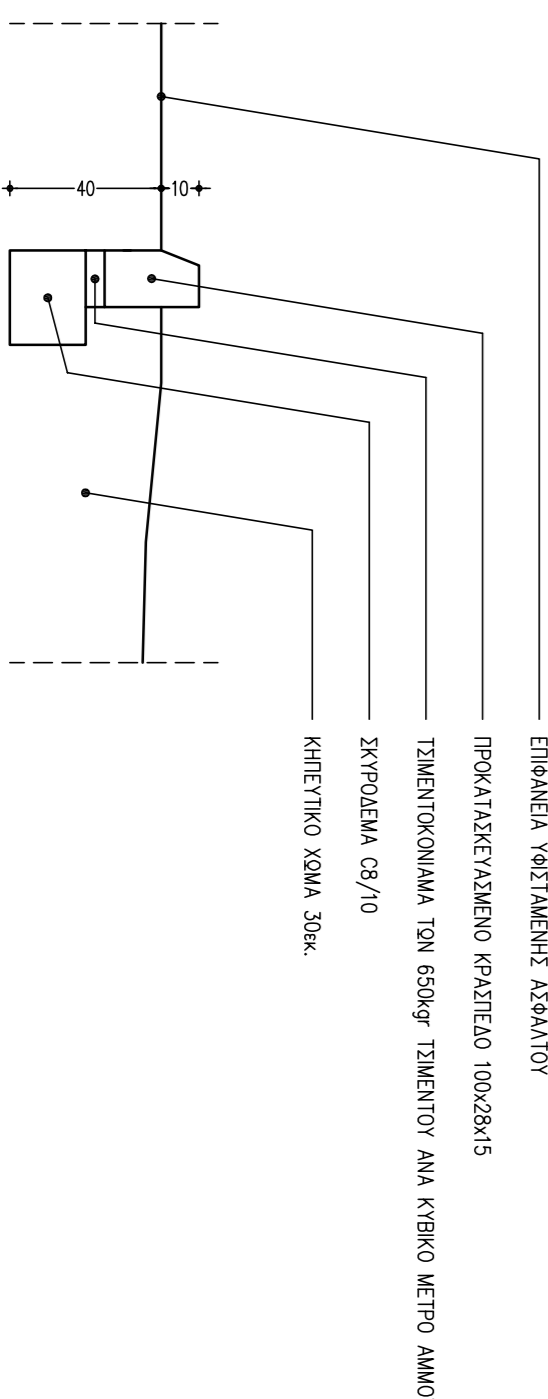 ΕΠΙΦΑΝΕΙΑ ΥΦΙΣΤΑΜΕΝΗΣ ΑΣΦΑΛΤΟΥ
ΠΡΟΚΑΤΑΣΚΕΥΑΣΜΕΝΟ ΚΡΑΣΠΕΔΟ 100x28x15
ΤΣΙΜΕΝΤΟΚΟΝΙΑΜΑ ΤΩΝ 650kgr ΤΣΙΜΕΝΤΟΥ ΑΝΑ ΚΥΒΙΚΟ ΜΕΤΡΟ ΑΜΜΟ
ΣΚΥΡΟΔΕΜΑ C8/10
ΚΗΠΕΥΤΙΚΟ ΧΩΜΑ 30εκ.
10
40